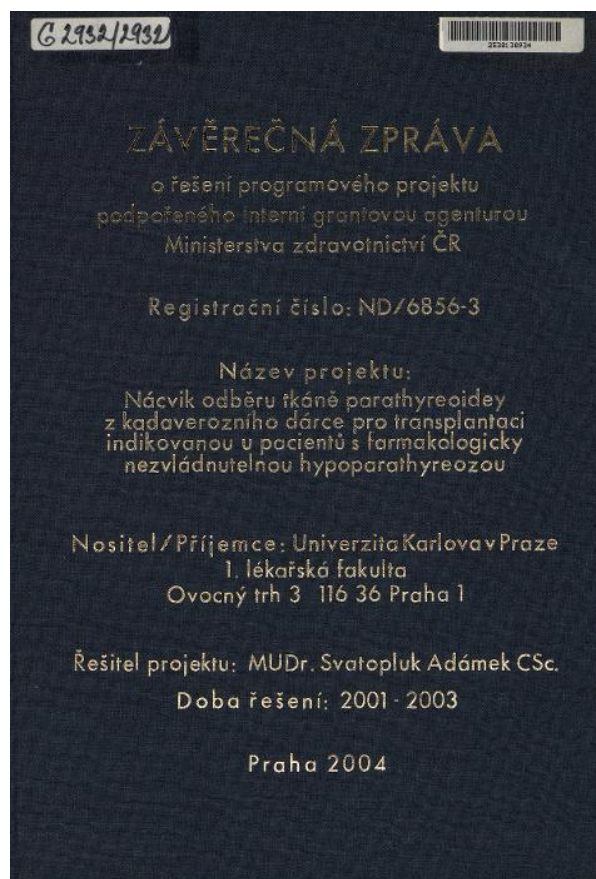 G 2932/2932
2538130934
ZÁVĚREČNÁ ZPRÁVA
o řešení programového projektu
podpořeného interní grantovou agenturou
Ministerstva zdravotnictví ČR
Registrační číslo: ND/6856-3
Název projektu:
Nácvik odběru tkáně parathyreoidey
z kadaverozního dárce pro transplantaci
indikovanou u pacientů s farmakologicky
nezvládnutelnou hypoparathyreozou
Nositel/Příjemce: Univerzita Karlova v Praze
1. lékařská fakulta
Ovocný trh 3 116 36 Praha 1
Řešitel projektu: MUDr. Svatopluk Adámek CSc.
Doba řešení: 2001 - 2003
Praha 2004